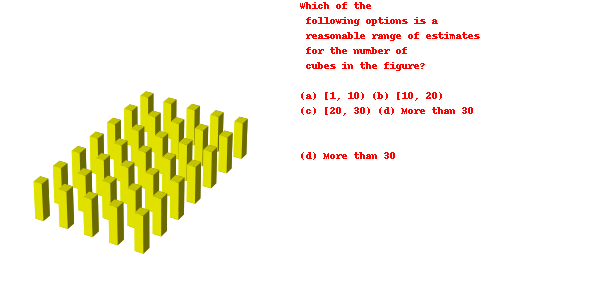 Which of the
following options is a
reasonable range of estimates
for the number of
cubes in the figure?
(a) [1, 10) (b) [10, 20)
(c) [20, 30) (d) More than 30
(d) More than 30